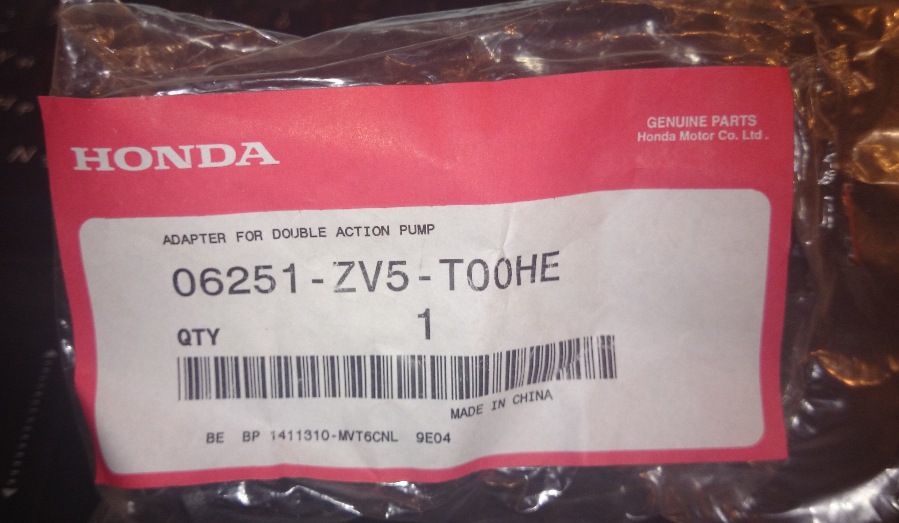 HONDA
GENUINE PARTS
Honda Motor Co. Ltd.
ADAPTER FOR DOUBLE ACTION PUMP
06251-ZV5-T00HE
QTY 1
MADE IN CHINA
BE BP 1411310-MVT6CNL 9E04